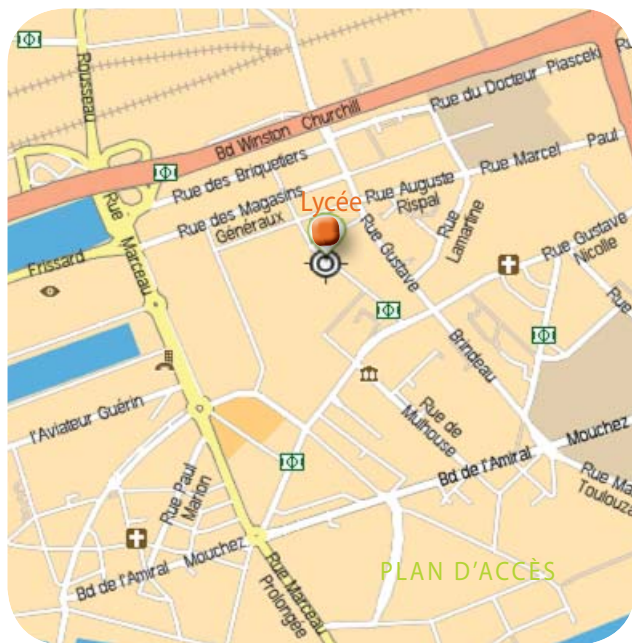 Rousseau
Bd Winston Churchill
Rue du Docteur Piasceki
Rue des Briquetiers
Rue Marcel Paul
Rue Auguste
Rispal
Rue des Magasins
Généraux
Lycée
Rue
Lamartine
Rue Gustave
Nicolle
Rue Marceau
Rue Gustave Brindeau
Frissard
Rue
l'Aviateur Guérin
Rue de
Mulhouse
Bd de l'Amiral Mouchez
Rue Paul
Marion
Rue Ma
Toulouza
Bd de l'Amiral Mouchez
Rue Marceau
Prolongée
PLAN D'ACCÈS